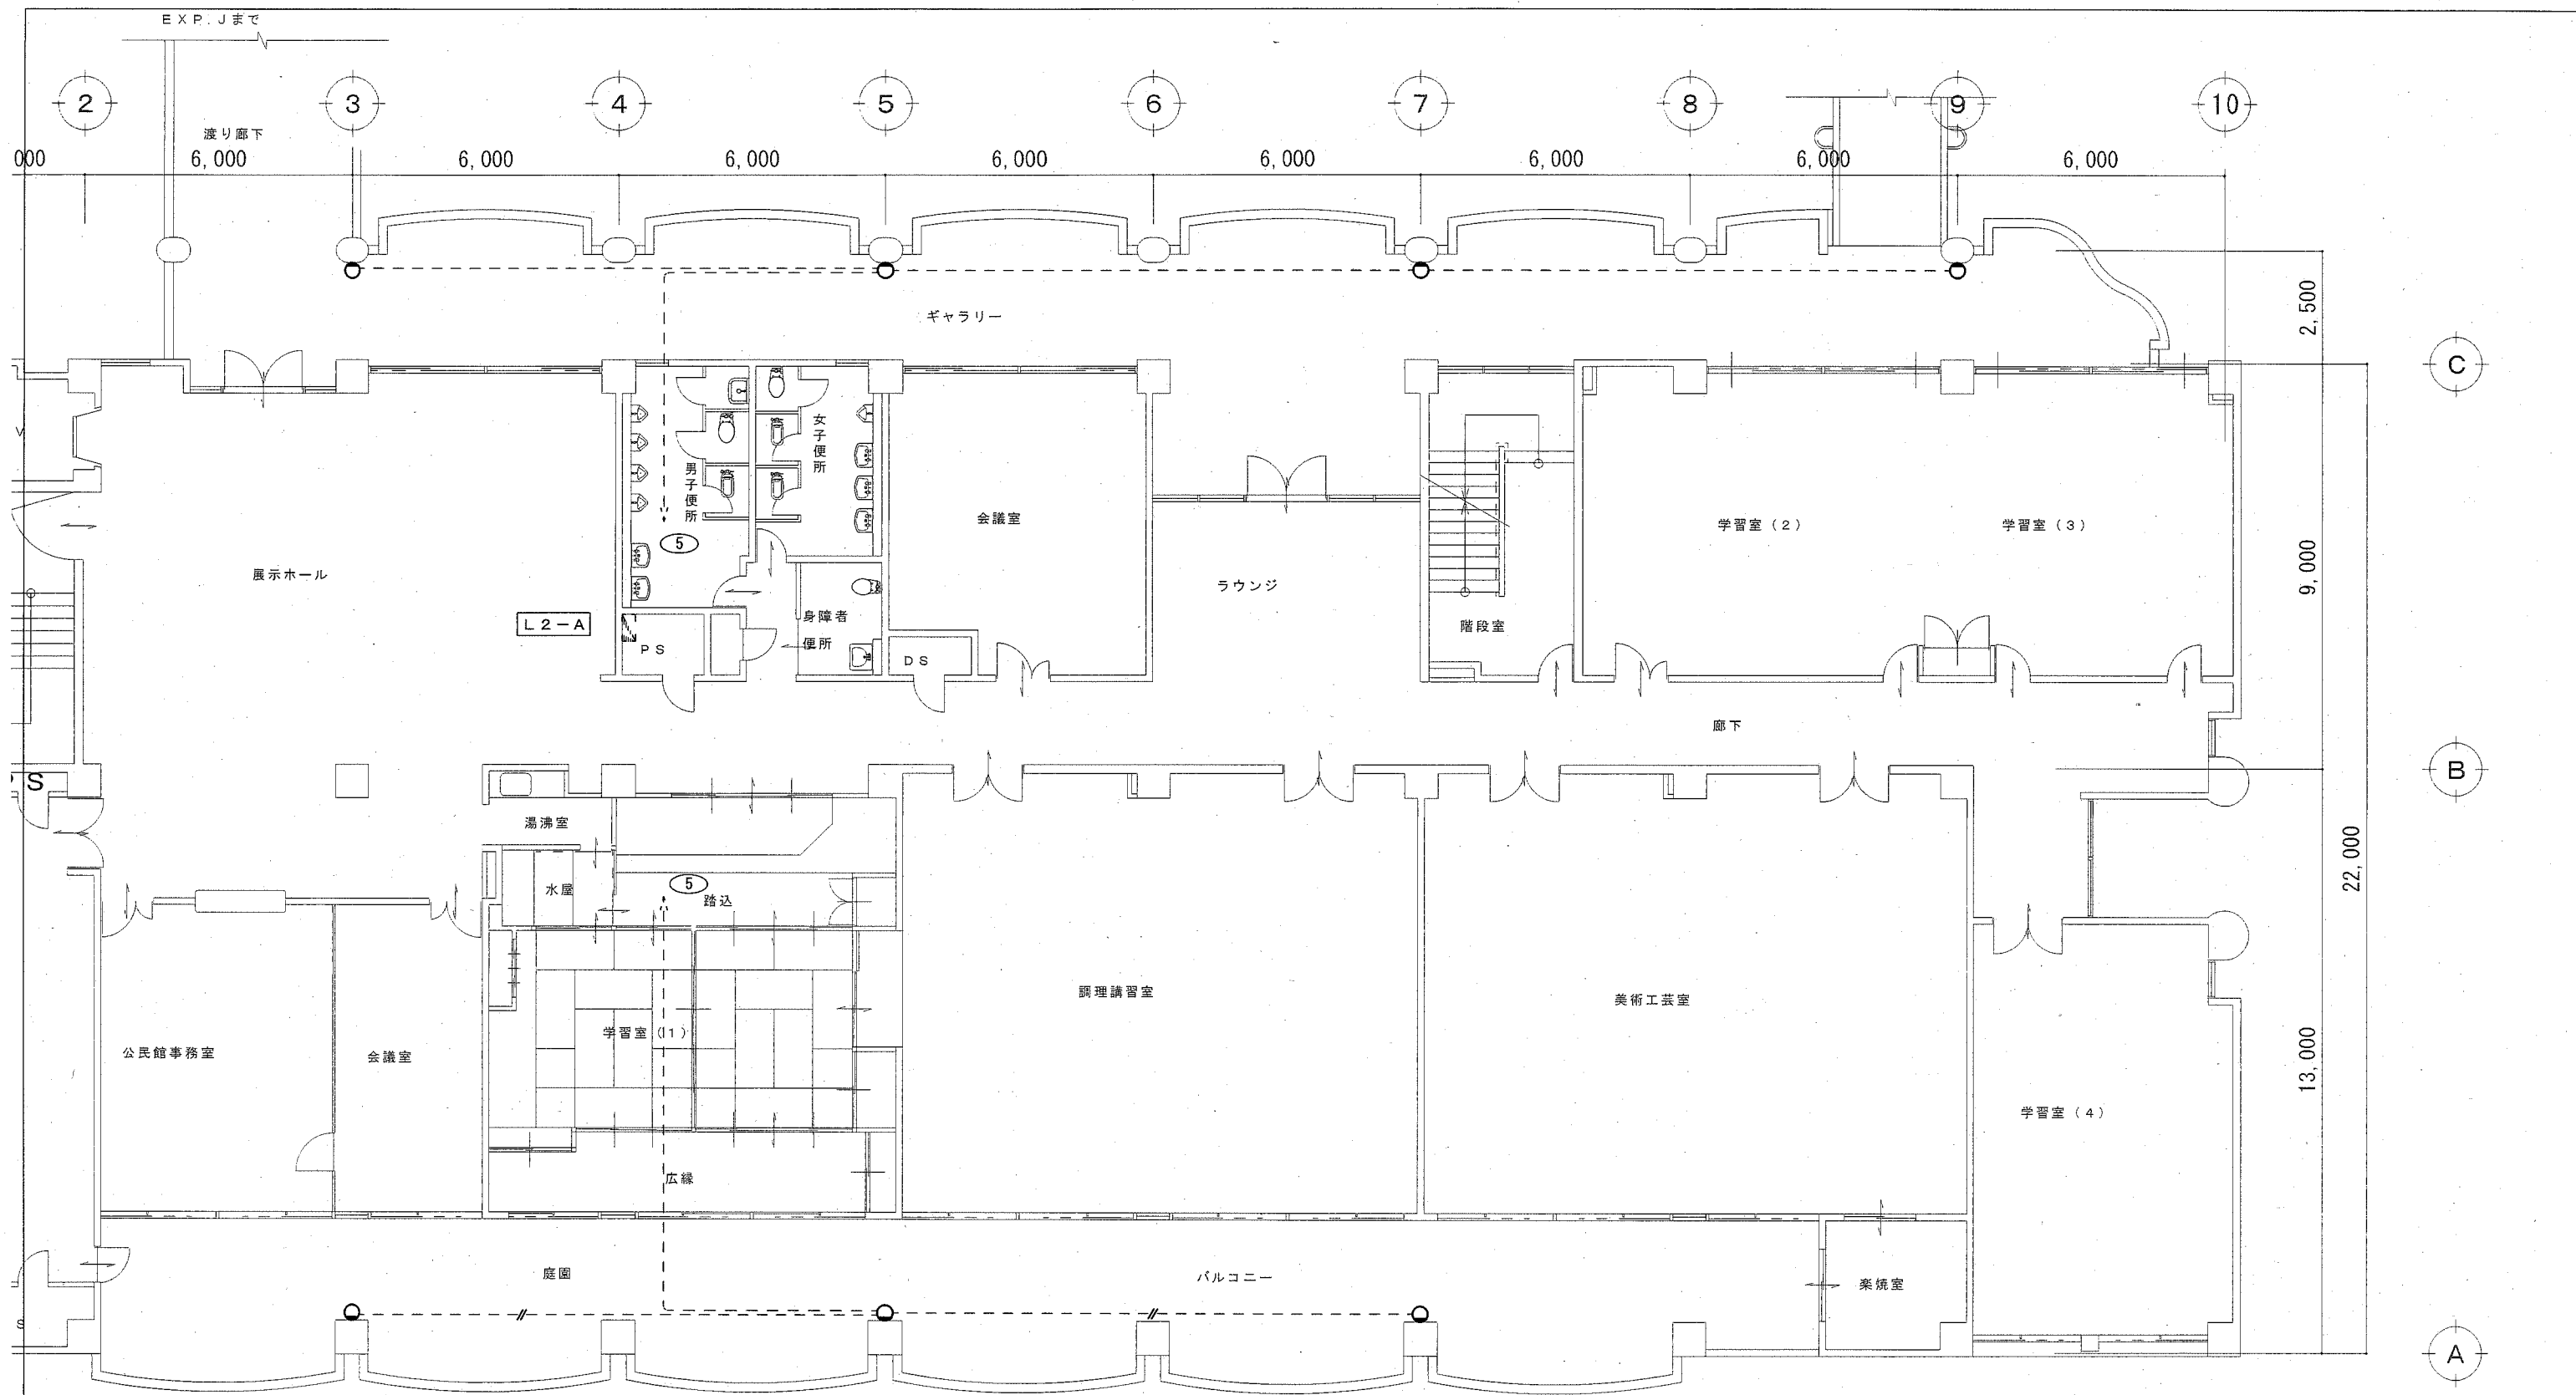 EXP.Jまで
2
3
4
5
6
7
8
9
10
渡り廊下
000
6,000
6,000
6,000
6,000
6,000
6,000
6,000
6,000
2,500
ギャラリー
C
V
女子便所
男子便所
5
会議室
学習室(2)
学習室(3)
展示ホール
ラウンジ
9,000
L2-A
身障者
便所
PS
DS
階段室
廊下
S
B
湯沸室
水屋
5
踏込
22,000
調理講習室
美術工芸室
学習室(1)
公民館事務室
会議室
13,000
学習室(4)
広縁
庭園
バルコニー
楽焼室
S
A